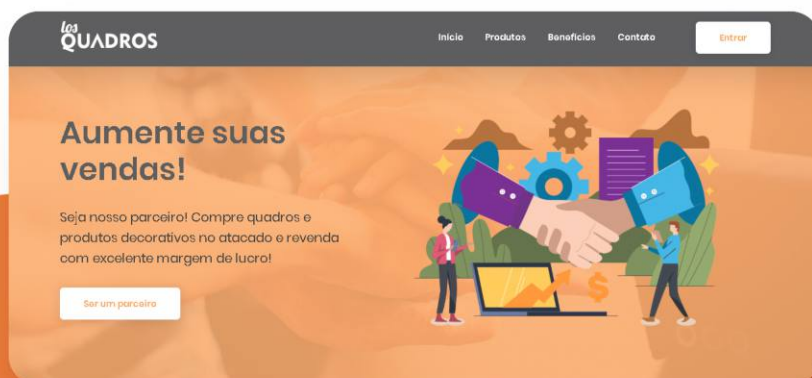 los
QUADROS
Início Produtos Benefícios Contato Entrar
Aumente suas
vendas!
Seja nosso parceiro! Compre quadros e
produtos decorativos no atacado e revenda
com excelente margem de lucro!
Ser um parceiro
$